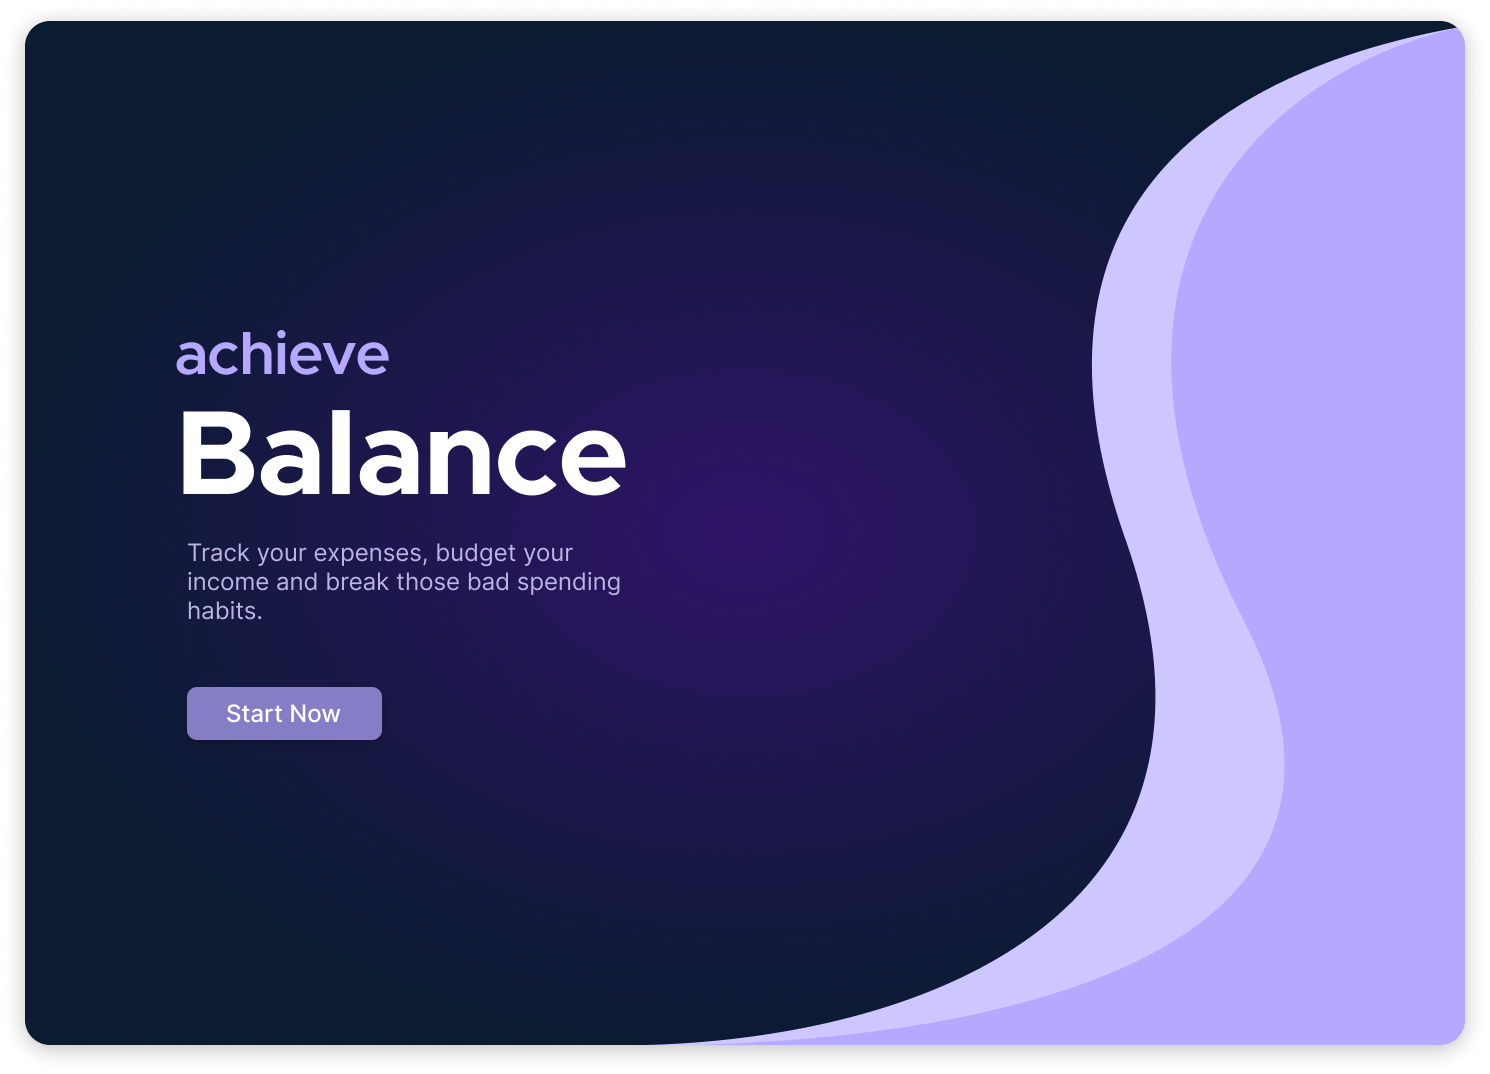 achieve
Balance
Track your expenses, budget your
income and break those bad spending
habits.
Start Now